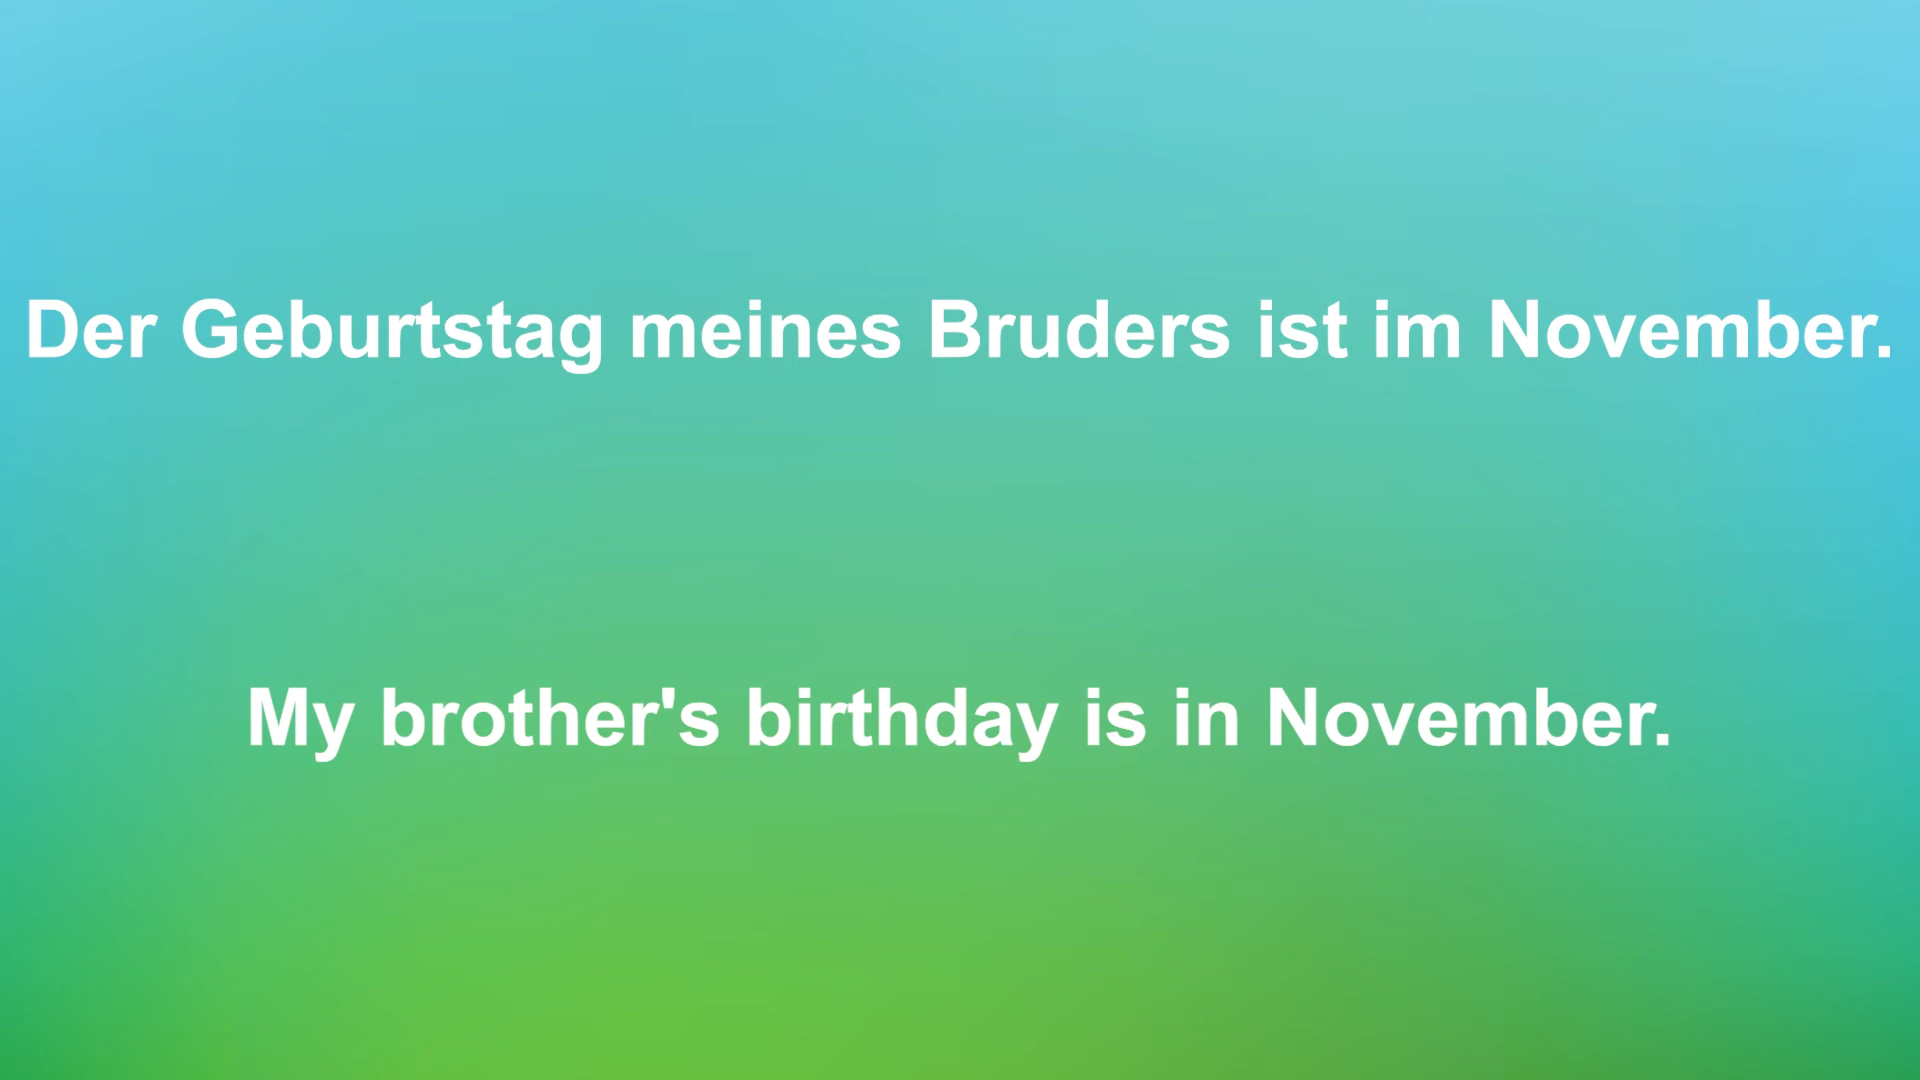 Der Geburtstag meines Bruders ist im November.
My brother's birthday is in November.